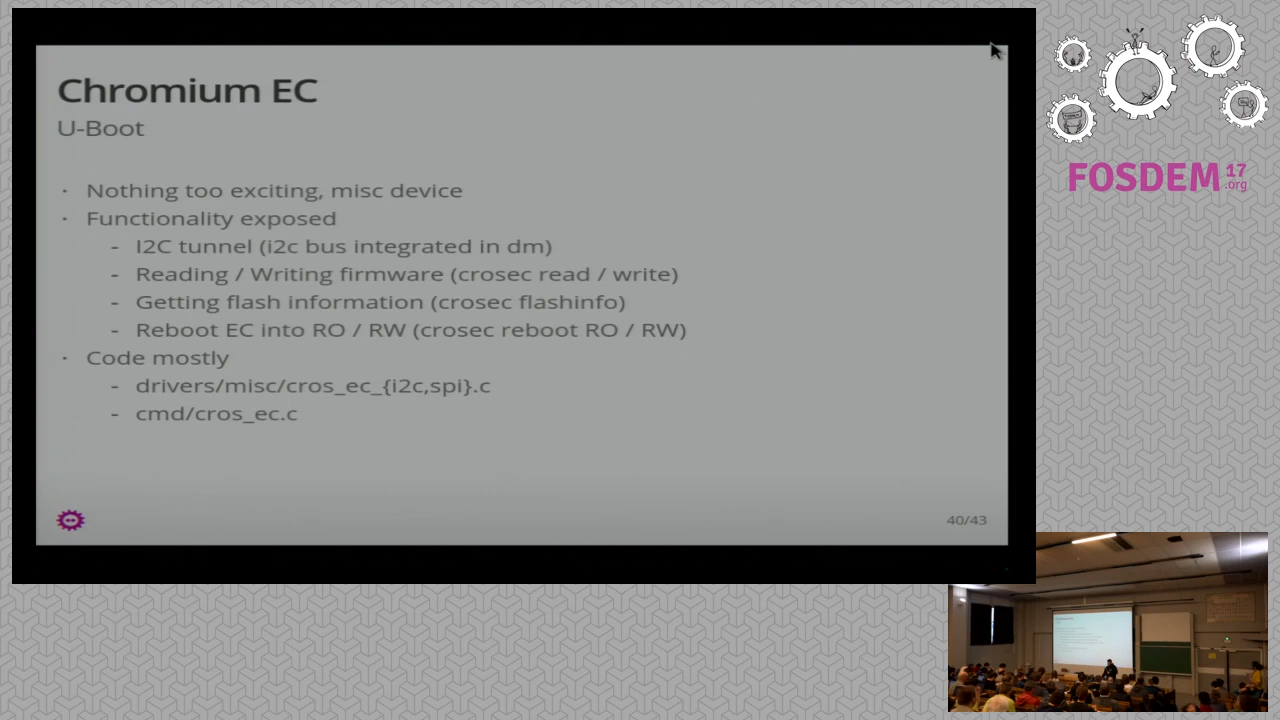 Chromium EC
U-Boot
· Nothing too exciting, misc device
· Functionality exposed
- I2C tunnel (i2c bus integrated in dm)
- Reading / Writing firmware (crosec read / write)
- Getting flash information (crosec flashinfo)
- Reboot EC into RO / RW (crosec reboot RO / RW)
· Code mostly
- drivers/misc/cros_ec_{i2c,spi}.c
- cmd/cros_ec.c
40/43
FOSDEM 17
.org